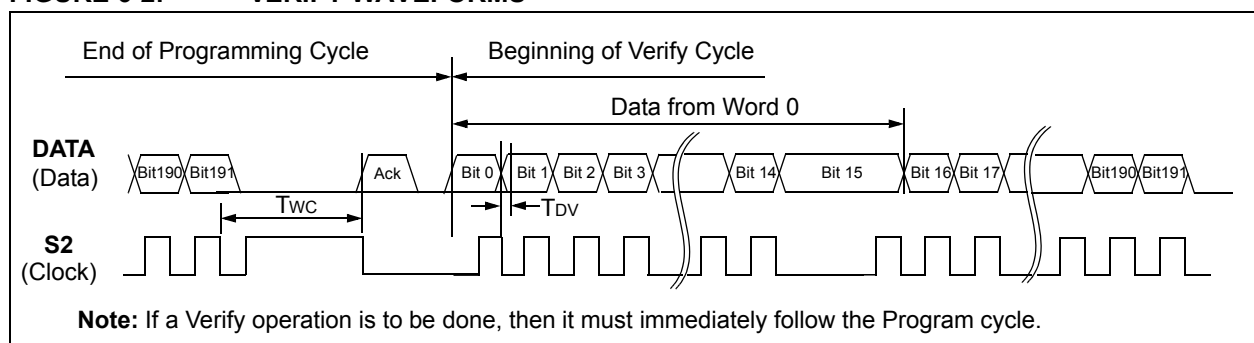 End of Programming Cycle Beginning of Verify Cycle
Data from Word 0
DATA
(Data)
Bit190 Bit191 Ack Bit 0 Bit 1 Bit 2 Bit 3 Bit 14 Bit 15 Bit 16 Bit 17 Bit190 Bit191
TWC TDV
S2
(Clock)
Note: If a Verify operation is to be done, then it must immediately follow the Program cycle.